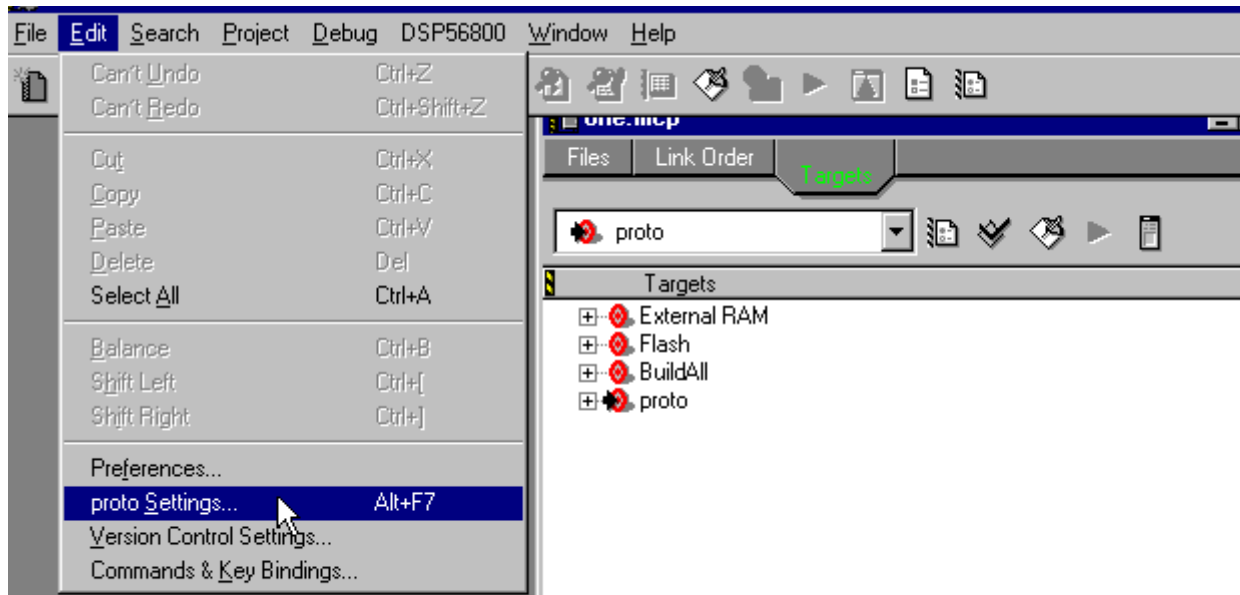 File Edit Search Project Debug DSP56800 Window Help
Can't Undo Ctrl+Z
Can't Redo Ctrl+Shift+Z
Cut Ctrl+X
Copy Ctrl+C
Paste Ctrl+V
Delete Del
Select All Ctrl+A
Balance Ctrl+B
Shift Left Ctrl+[
Shift Right Ctrl+]
Preferences...
proto Settings... Alt+F7
Version Control Settings...
Commands & Key Bindings...
one.mcp
Files Link Order Targets
proto
Targets
External RAM
Flash
BuildAll
proto